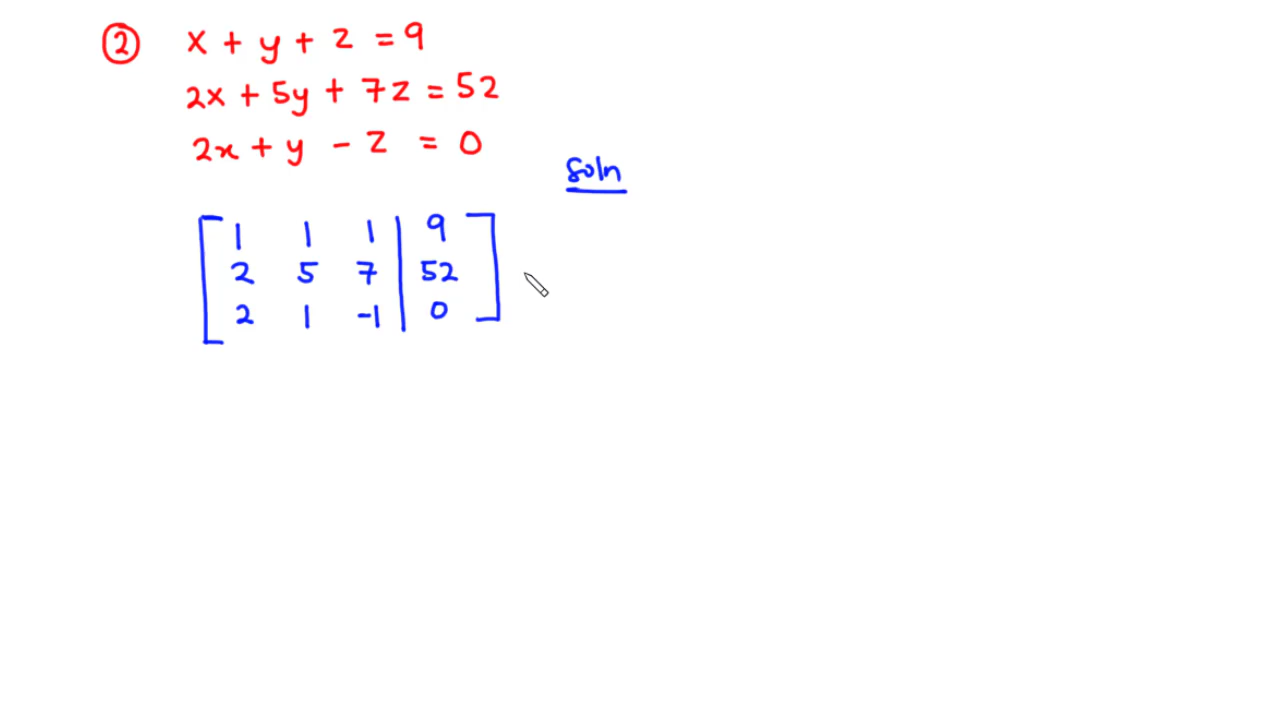 ② x + y + z = 9
2x + 5y + 7z = 52
2x + y - z = 0
Soln
1 1 1 | 9
2 5 7 | 52
2 1 -1 | 0